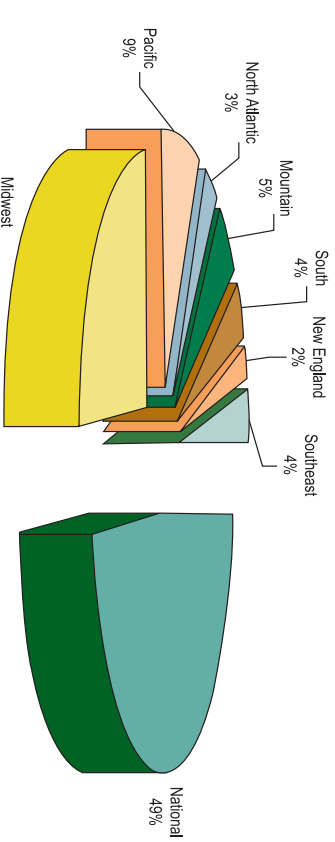 Pacific
9%
North Atlantic
3%
Mountain
5%
South
4%
New England
2%
Southeast
4%
National
49%
Midwest